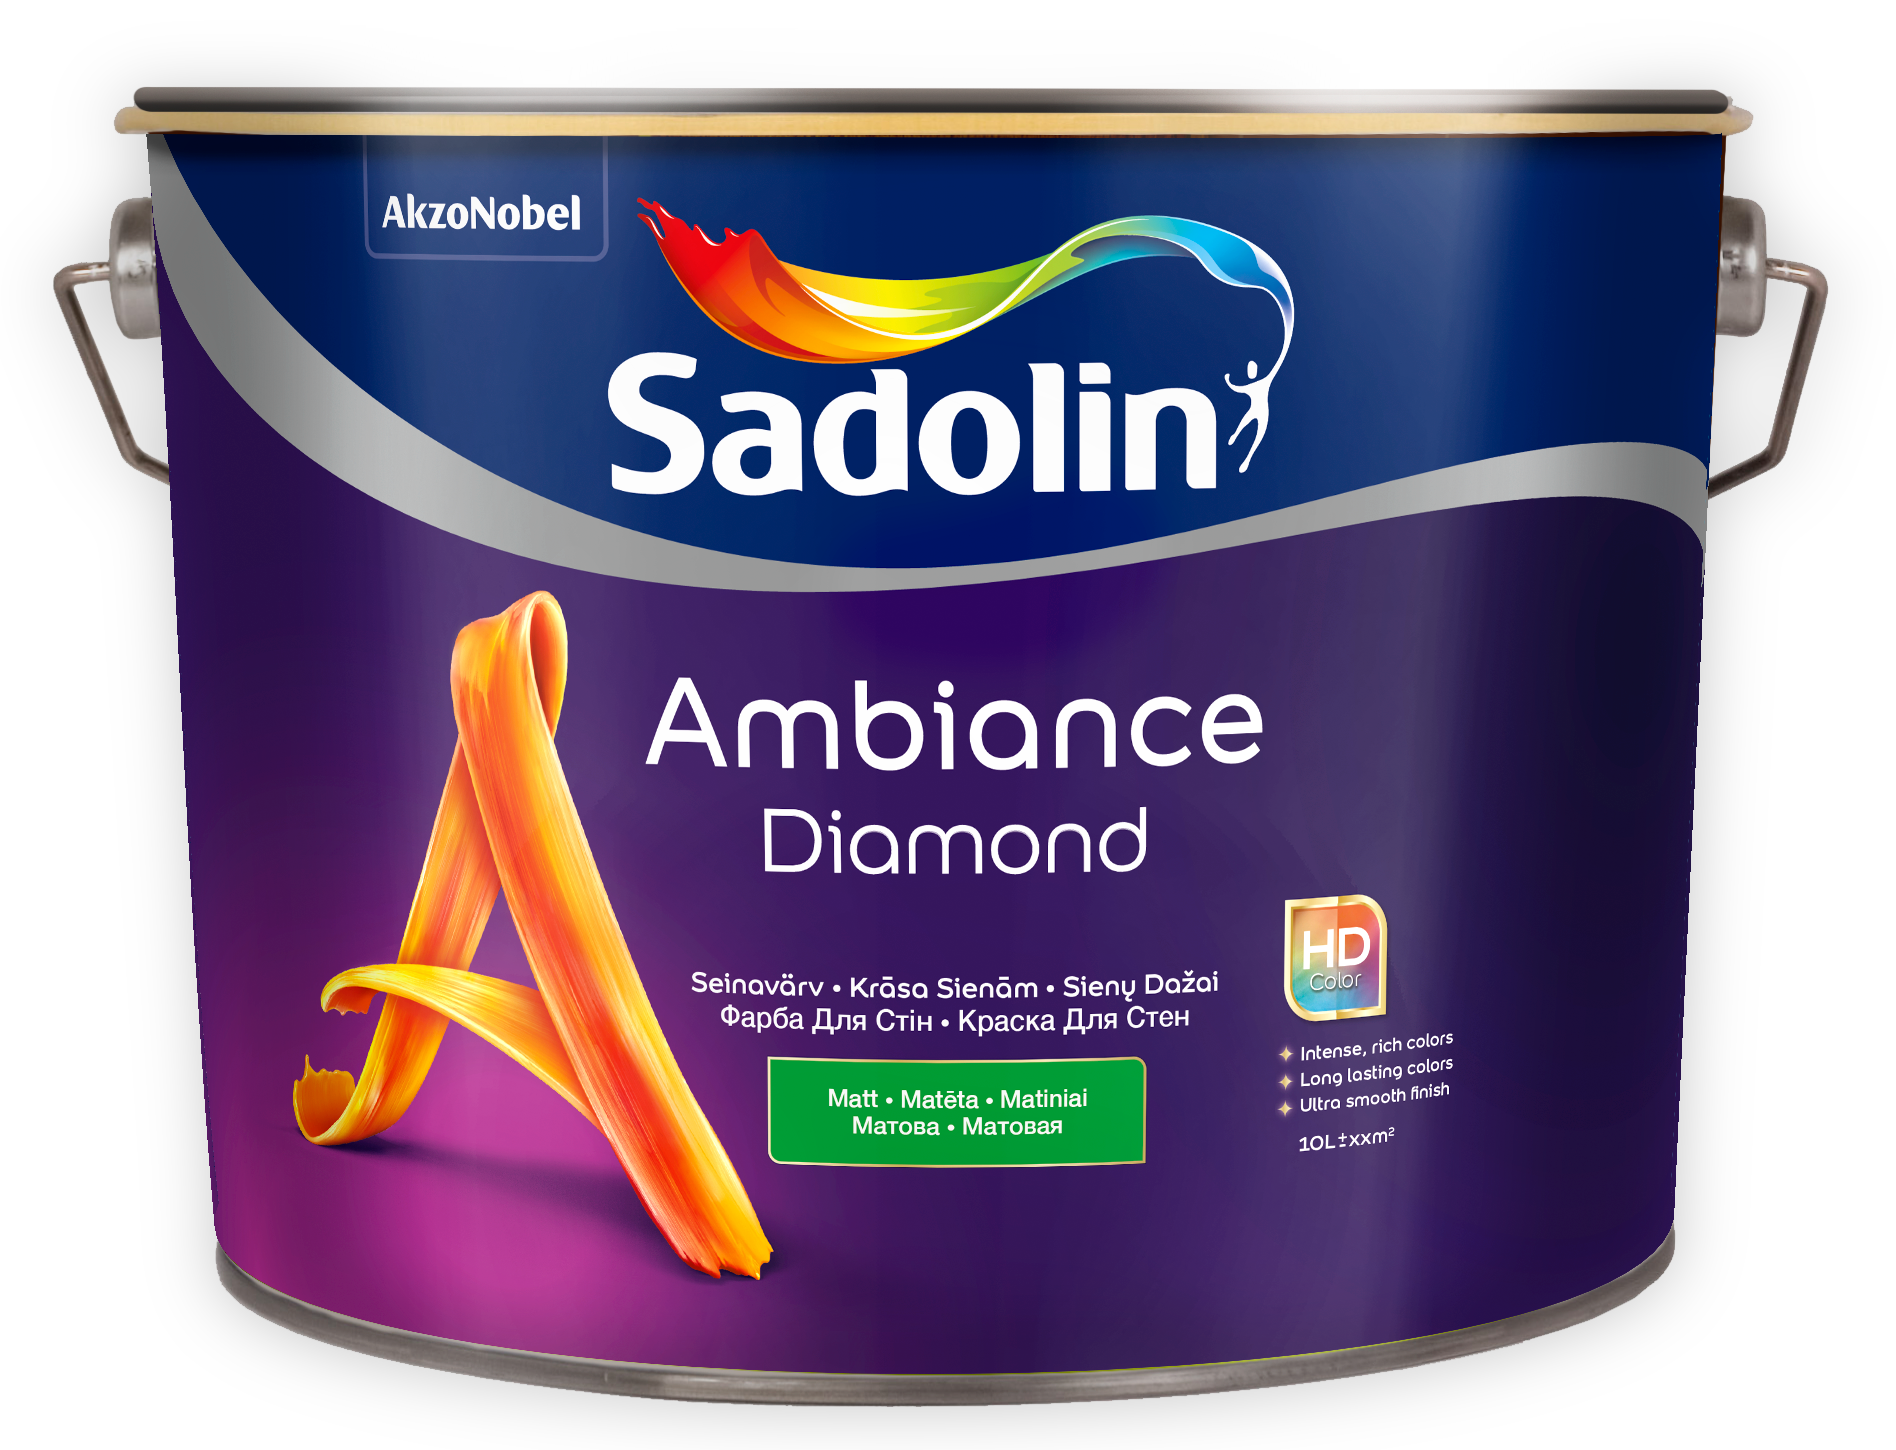 AkzoNobel
Sadolin
Ambiance
Diamond
Seinavärv • Krāsa Sienām • Sienų Dažai
Фарба Для Стін • Краска Для Стен
Matt • Matēta • Matiniai
Матова • Матовая
HD
Color
Intense, rich colors
Long lasting colors
Ultra smooth finish
10L ± xxm²